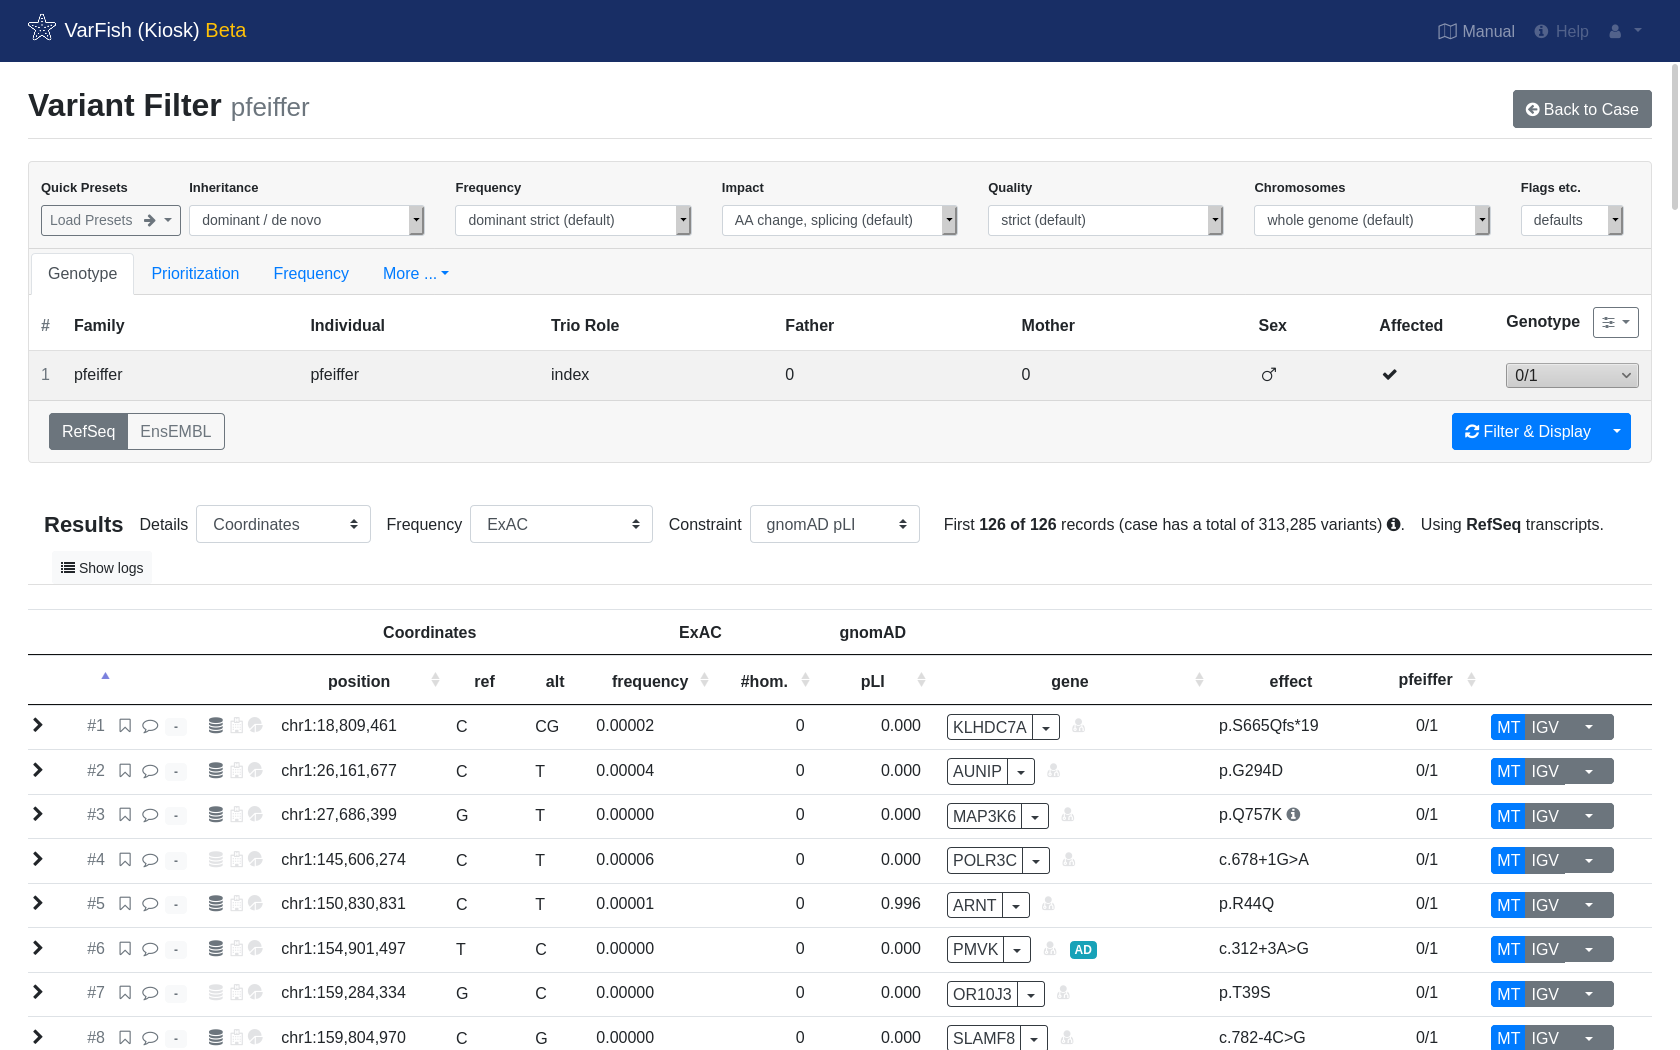 VarFish (Kiosk) Beta Manual Help
Variant Filter pfeiffer Back to Case
Quick Presets Inheritance Frequency Impact Quality Chromosomes Flags etc.
Load Presets dominant / de novo dominant strict (default) AA change, splicing (default) strict (default) whole genome (default) defaults
Genotype Prioritization Frequency More ...
# Family Individual Trio Role Father Mother Sex Affected Genotype
1 pfeiffer pfeiffer index 0 0 ♂ ✔ 0/1
RefSeq EnsEMBL Filter & Display
Results Details Coordinates Frequency ExAC Constraint gnomAD pLI First 126 of 126 records (case has a total of 313,285 variants) . Using RefSeq transcripts.
Show logs
Coordinates ExAC gnomAD
position ref alt frequency #hom. pLI gene effect pfeiffer
#1 - chr1:18,809,461 C CG 0.00002 0 0.000 KLHDC7A p.S665Qfs*19 0/1 MT IGV
#2 - chr1:26,161,677 C T 0.00004 0 0.000 AUNIP p.G294D 0/1 MT IGV
#3 - chr1:27,686,399 G T 0.00000 0 0.000 MAP3K6 p.Q757K 0/1 MT IGV
#4 - chr1:145,606,274 C T 0.00006 0 0.000 POLR3C c.678+1G>A 0/1 MT IGV
#5 - chr1:150,830,831 C T 0.00001 0 0.996 ARNT p.R44Q 0/1 MT IGV
#6 - chr1:154,901,497 T C 0.00000 0 0.000 PMVK AD c.312+3A>G 0/1 MT IGV
#7 - chr1:159,284,334 G C 0.00000 0 0.000 OR10J3 p.T39S 0/1 MT IGV
#8 - chr1:159,804,970 C G 0.00000 0 0.000 SLAMF8 c.782-4C>G 0/1 MT IGV